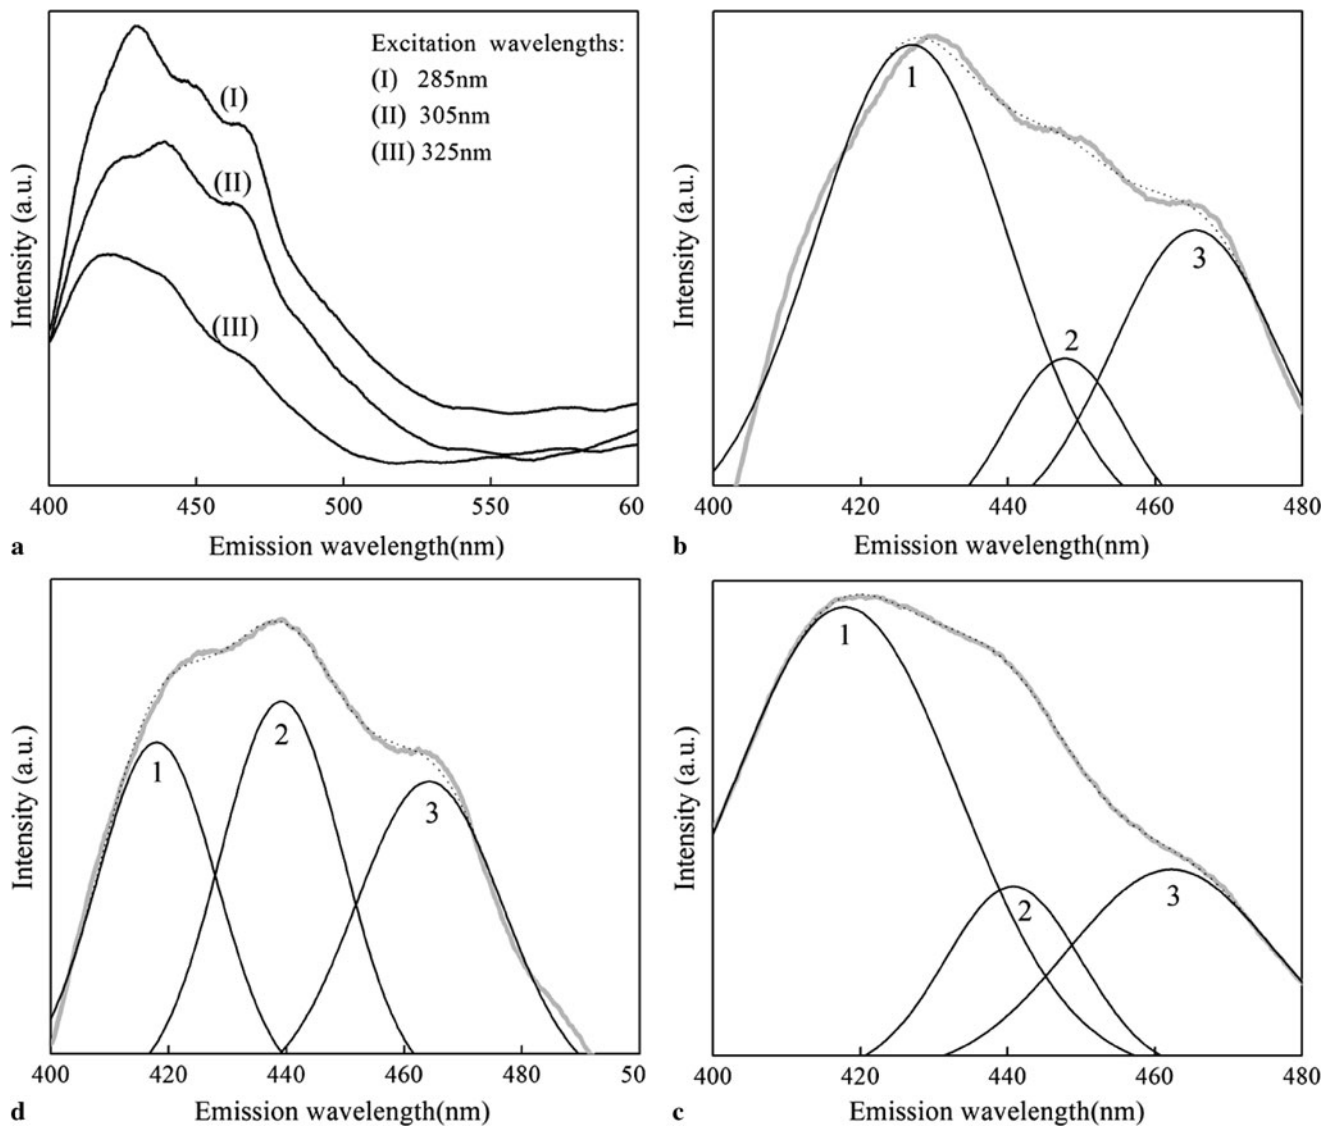 Excitation wavelengths:
(I) 285nm
(II) 305nm
(III) 325nm
(I)
(II)
(III)
Intensity (a.u.)
400 450 500 550 60
Emission wavelength(nm)
a
1
2
3
Intensity (a.u.)
400 420 440 460 480
Emission wavelength(nm)
b
1
2
3
Intensity (a.u.)
400 420 440 460 480 50
Emission wavelength(nm)
d
1
2
3
Intensity (a.u.)
400 420 440 460 480
Emission wavelength(nm)
c